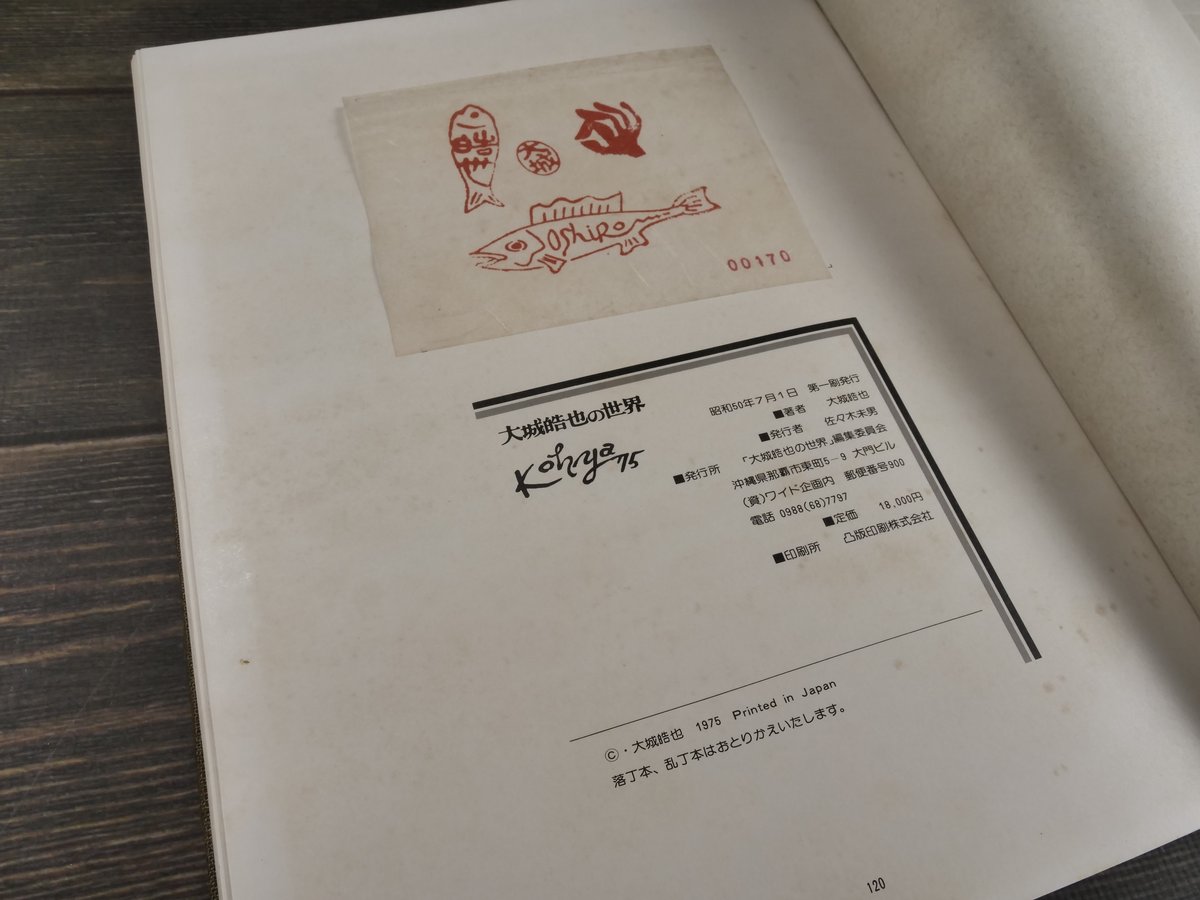 皓也
大城
Oshiro
00170
大城皓也の世界
Kohya 75
昭和50年7月1日 第一刷発行
■著者 大城皓也
■発行者 佐々木未男
■発行所 「大城皓也の世界」編集委員会
沖縄県那覇市東町5−9 大門ビル
(資)ワイド企画内 郵便番号900
電話 0988(68)7797
■定価 18,000円
■印刷所 凸版印刷株式会社
©・大城皓也 1975 Printed in Japan
落丁本、乱丁本はおとりかえいたします。
120